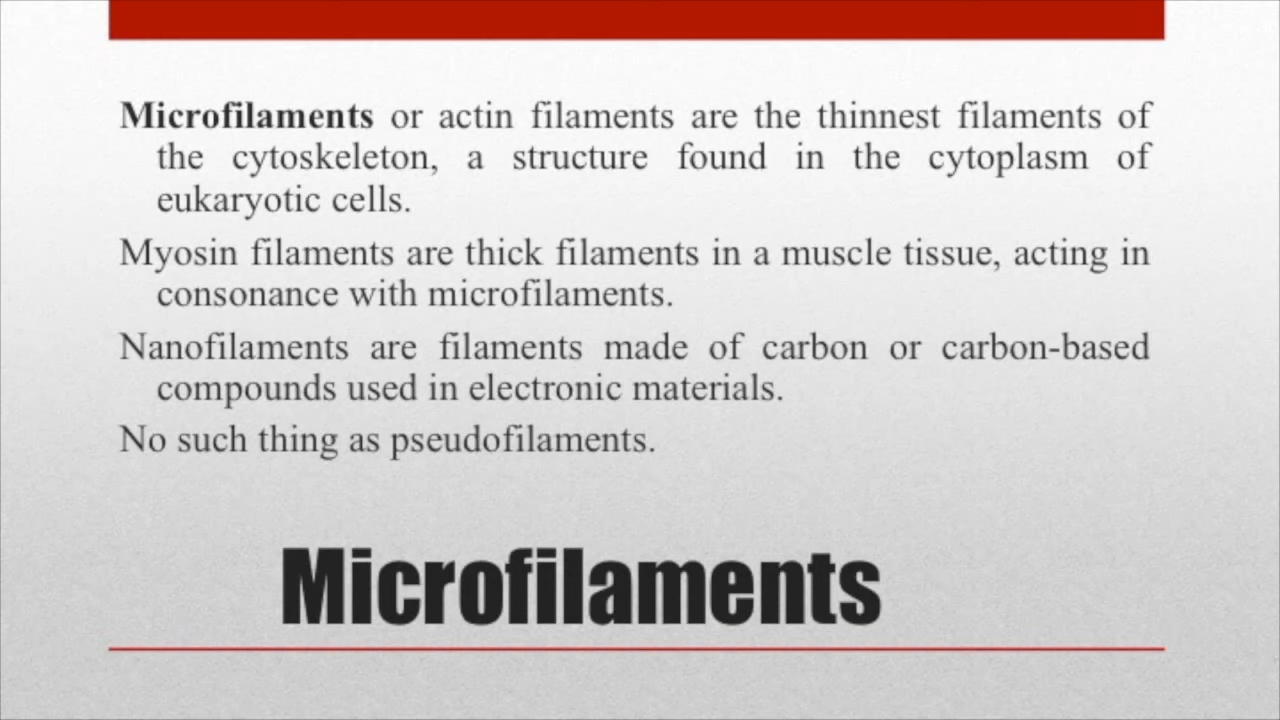 Microfilaments or actin filaments are the thinnest filaments of
the cytoskeleton, a structure found in the cytoplasm of
eukaryotic cells.
Myosin filaments are thick filaments in a muscle tissue, acting in
consonance with microfilaments.
Nanofilaments are filaments made of carbon or carbon-based
compounds used in electronic materials.
No such thing as pseudofilaments.
Microfilaments